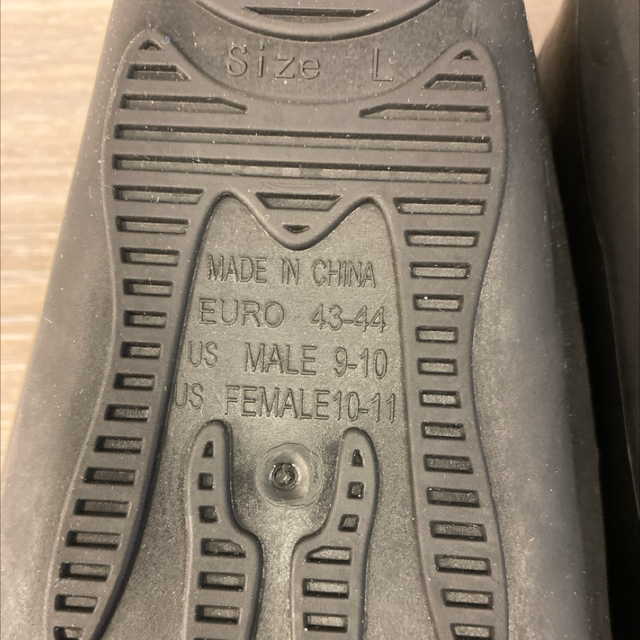 Size L
MADE IN CHINA
EURO 43-44
US MALE 9-10
US FEMALE10-11